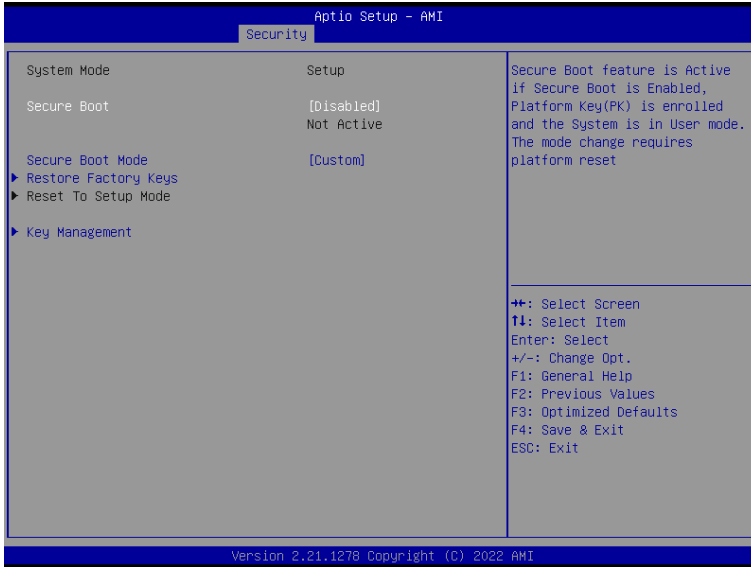 Aptio Setup – AMI
Security
System Mode Setup
Secure Boot [Disabled]
Not Active
Secure Boot Mode [Custom]
▶ Restore Factory Keys
▶ Reset To Setup Mode
▶ Key Management
Secure Boot feature is Active
if Secure Boot is Enabled,
Platform Key(PK) is enrolled
and the System is in User mode.
The mode change requires
platform reset
→←: Select Screen
↑↓: Select Item
Enter: Select
+/-: Change Opt.
F1: General Help
F2: Previous Values
F3: Optimized Defaults
F4: Save & Exit
ESC: Exit
Version 2.21.1278 Copyright (C) 2022 AMI